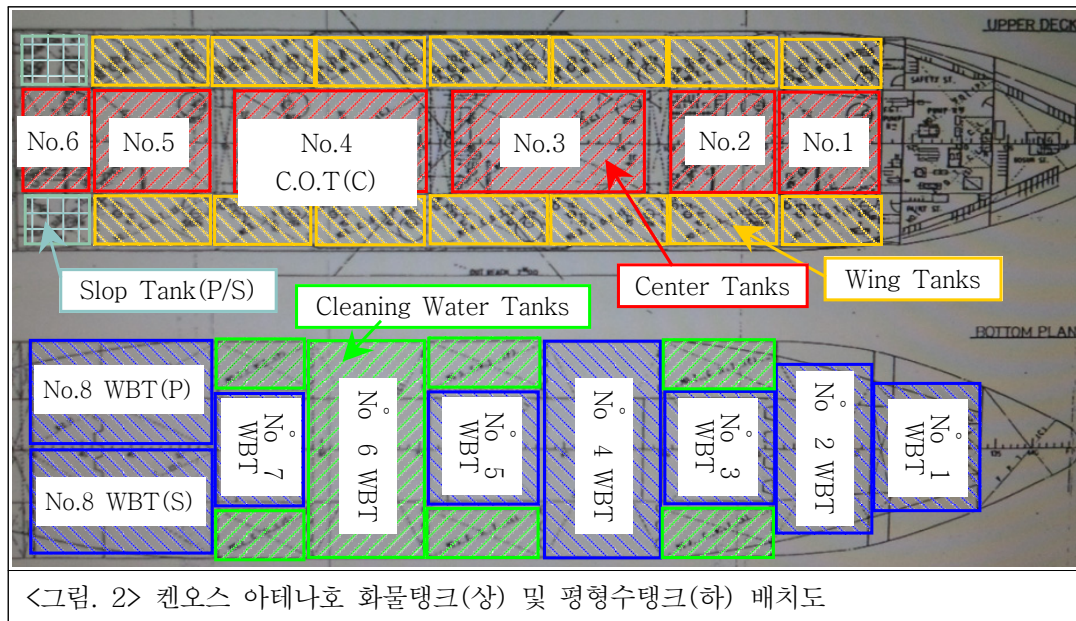 UPPER DECK
SAFETY ST.
No.6
No.5
No.4
C.O.T(C)
No.3
No.2
No.1
Slop Tank(P/S)
Center Tanks
Wing Tanks
Cleaning Water Tanks
BOTTOM PLAN
No.8 WBT(P)
No.8 WBT(S)
No 7
WBT
No 6 WBT
No 5
WBT
No 4 WBT
No 3
WBT
No 2 WBT
No 1
WBT
<그림. 2> 켄오스 아테나호 화물탱크(상) 및 평형수탱크(하) 배치도